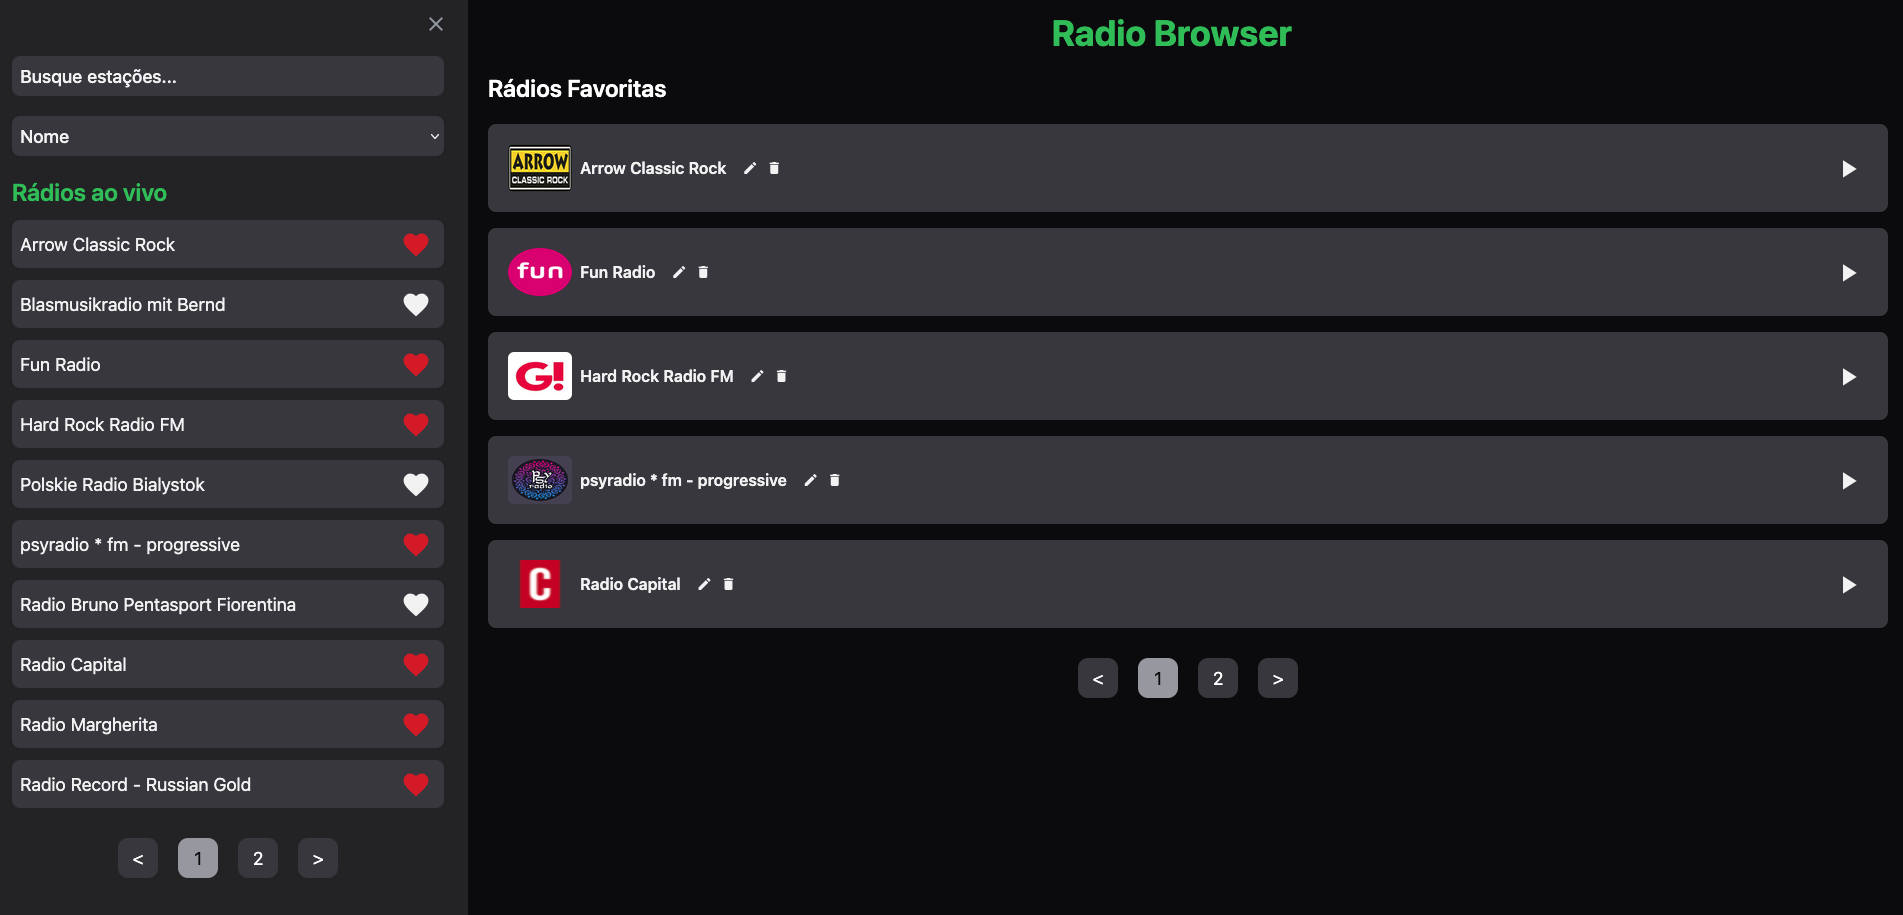 Busque estações...
Nome
Rádios ao vivo
Arrow Classic Rock
Blasmusikradio mit Bernd
Fun Radio
Hard Rock Radio FM
Polskie Radio Bialystok
psyradio * fm - progressive
Radio Bruno Pentasport Fiorentina
Radio Capital
Radio Margherita
Radio Record - Russian Gold
< 1 2 >
Radio Browser
Rádios Favoritas
ARROW
CLASSIC ROCK
Arrow Classic Rock
fun
Fun Radio
G!
Hard Rock Radio FM
psy
radio
psyradio * fm - progressive
C
Radio Capital
< 1 2 >